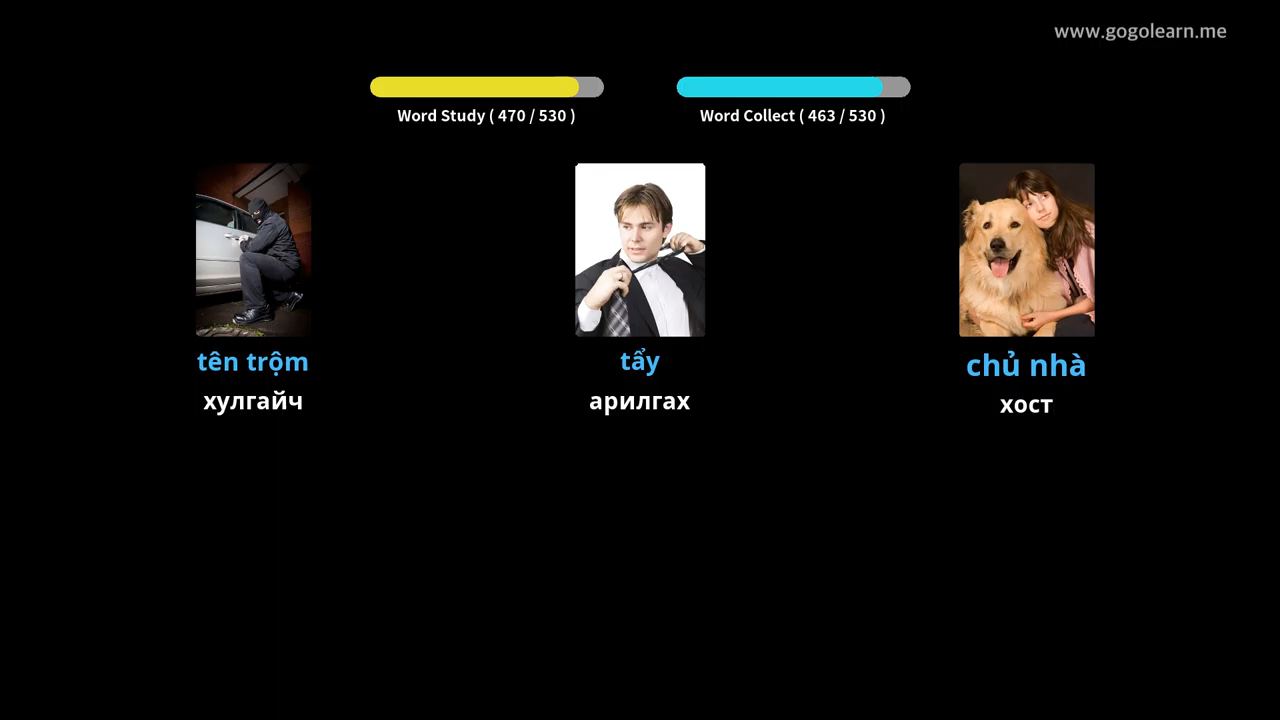 www.gogolearn.me
Word Study ( 470 / 530 )
Word Collect ( 463 / 530 )
tên trộm
tẩy
chủ nhà
хулгайч
арилгах
хост